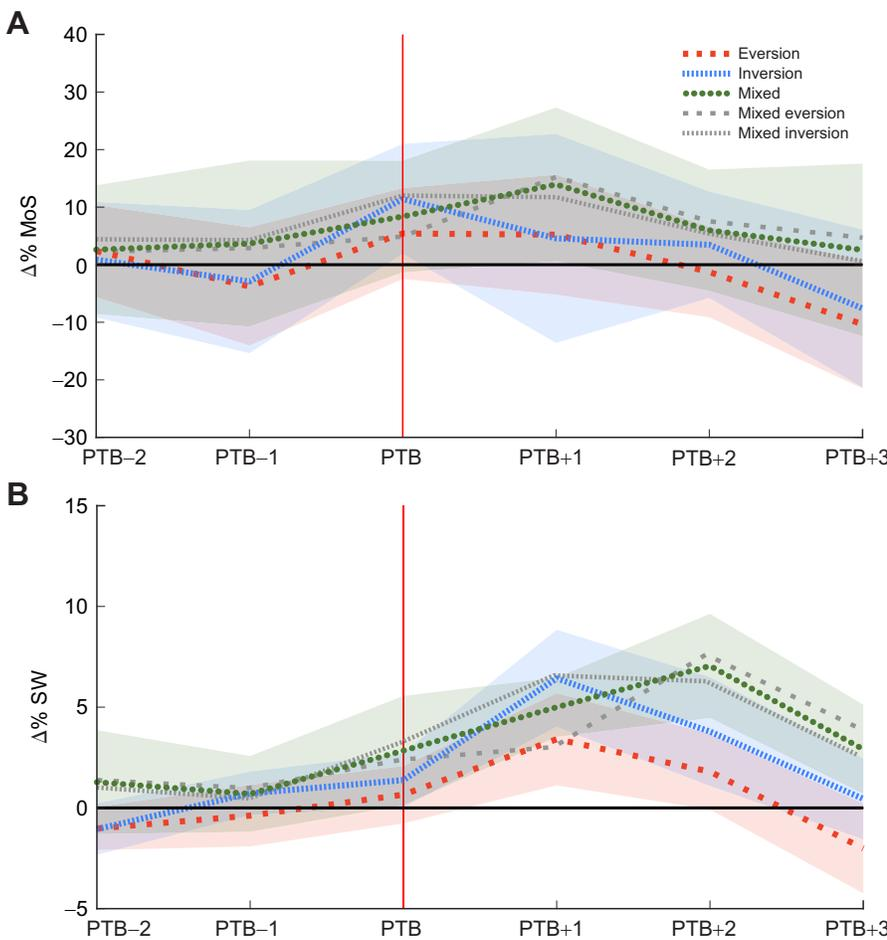 A
40
30
20
10
0
–10
–20
–30
Δ% MoS
Eversion
Inversion
Mixed
Mixed eversion
Mixed inversion
PTB–2 PTB–1 PTB PTB+1 PTB+2 PTB+3
B
15
10
5
0
–5
Δ% SW
PTB–2 PTB–1 PTB PTB+1 PTB+2 PTB+3